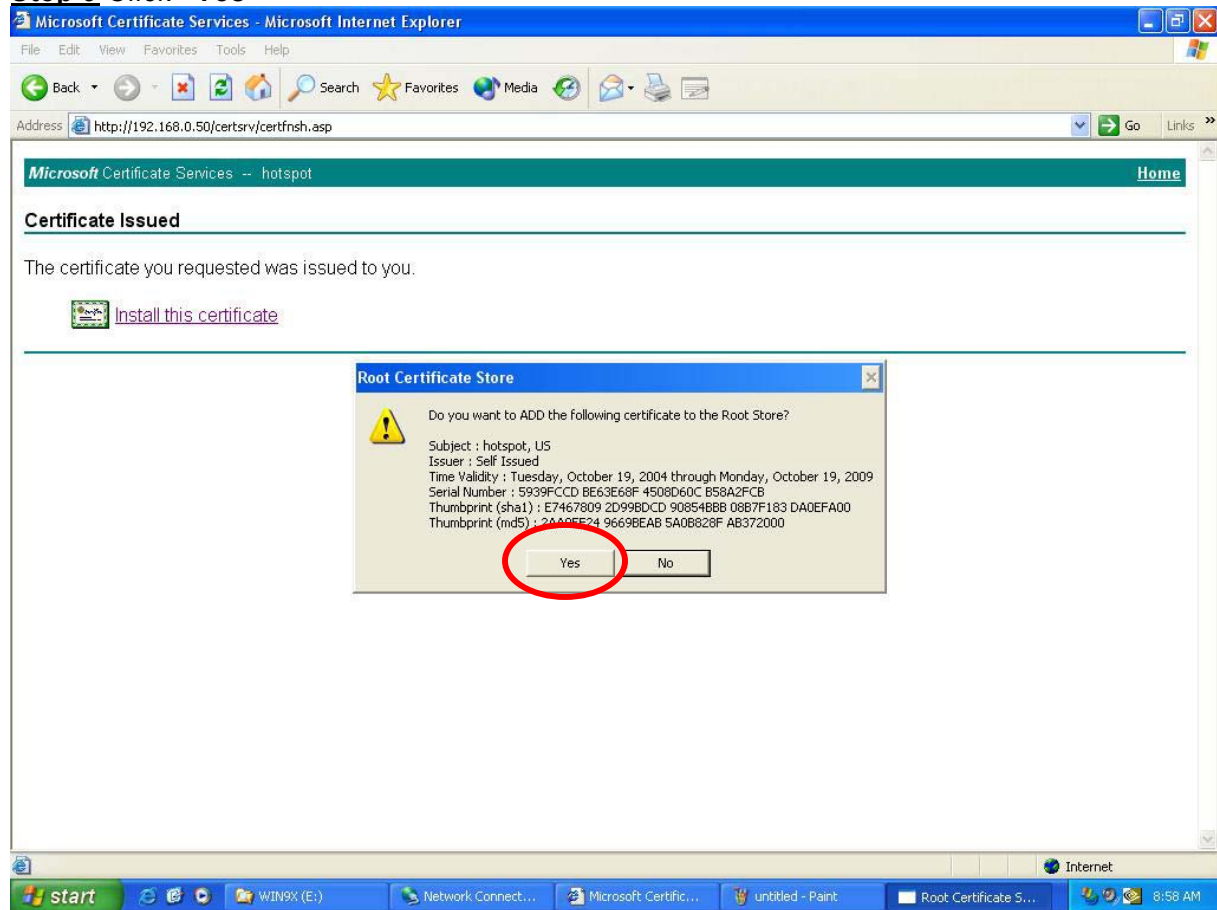 Microsoft Certificate Services - Microsoft Internet Explorer
File Edit View Favorites Tools Help
Back Search Favorites Media
Address http://192.168.0.50/certsrv/certfnsh.asp Go Links »
Microsoft Certificate Services -- hotspot Home
Certificate Issued
The certificate you requested was issued to you.
Install this certificate
Root Certificate Store
Do you want to ADD the following certificate to the Root Store?
Subject : hotspot, US
Issuer : Self Issued
Time Validity : Tuesday, October 19, 2004 through Monday, October 19, 2009
Serial Number : 5939FCCD BE63E68F 4508D60C B58A2FCB
Thumbprint (sha1) : E7467809 2D99BDCD 90854BBB 08B7F183 DA0EFA00
Thumbprint (md5) : 9669BEAB 5A0B828F AB372000
Yes No
Internet
start WIN9X (E:) Network Connect... Microsoft Certific... untitled - Paint Root Certificate S... 8:58 AM